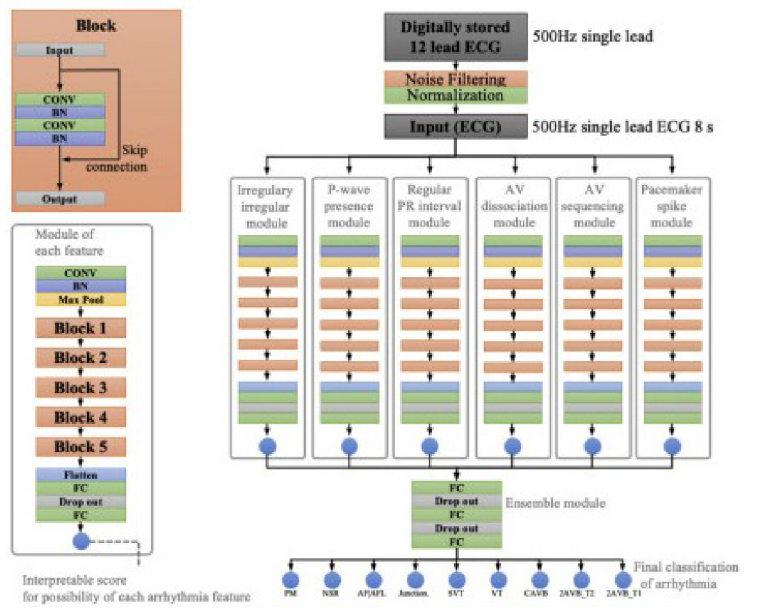 Block
Input
CONV
BN
CONV
BN
Skip
connection
Output
Module of
each feature
CONV
BN
Max Pool
Block 1
Block 2
Block 3
Block 4
Block 5
Flatten
FC
Drop out
FC
Interpretable score
for possibility of each arrhythmia feature
Digitally stored
12 lead ECG
500Hz single lead
Noise Filtering
Normalization
Input (ECG)
500Hz single lead ECG 8 s
Irregulary
irregular
module
P-wave
presence
module
Regular
PR interval
module
AV
dissociation
module
AV
sequencing
module
Pacemaker
spike
module
FC
Drop out
FC
Drop out
FC
Ensemble module
Final classification
of arrhythmia
PM
NSR
AF|AFL
Junction.
SVT
VT
CAVB
2AVB_T2
2AVB_T1